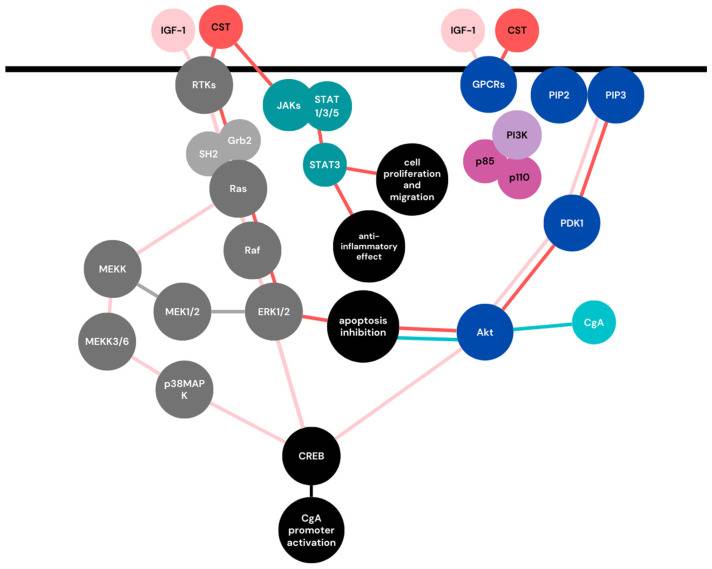 IGF-1
CST
IGF-1
CST
RTKs
GPCRs
JAKs
STAT
1/3/5
PIP2
PIP3
Grb2
SH2
PI3K
p85
p110
STAT3
cell
proliferation
and
migration
Ras
PDK1
Raf
anti-
inflammatory
effect
MEKK
MEK1/2
ERK1/2
apoptosis
inhibition
Akt
CgA
MEKK3/6
p38MAP
K
CREB
CgA
promoter
activation